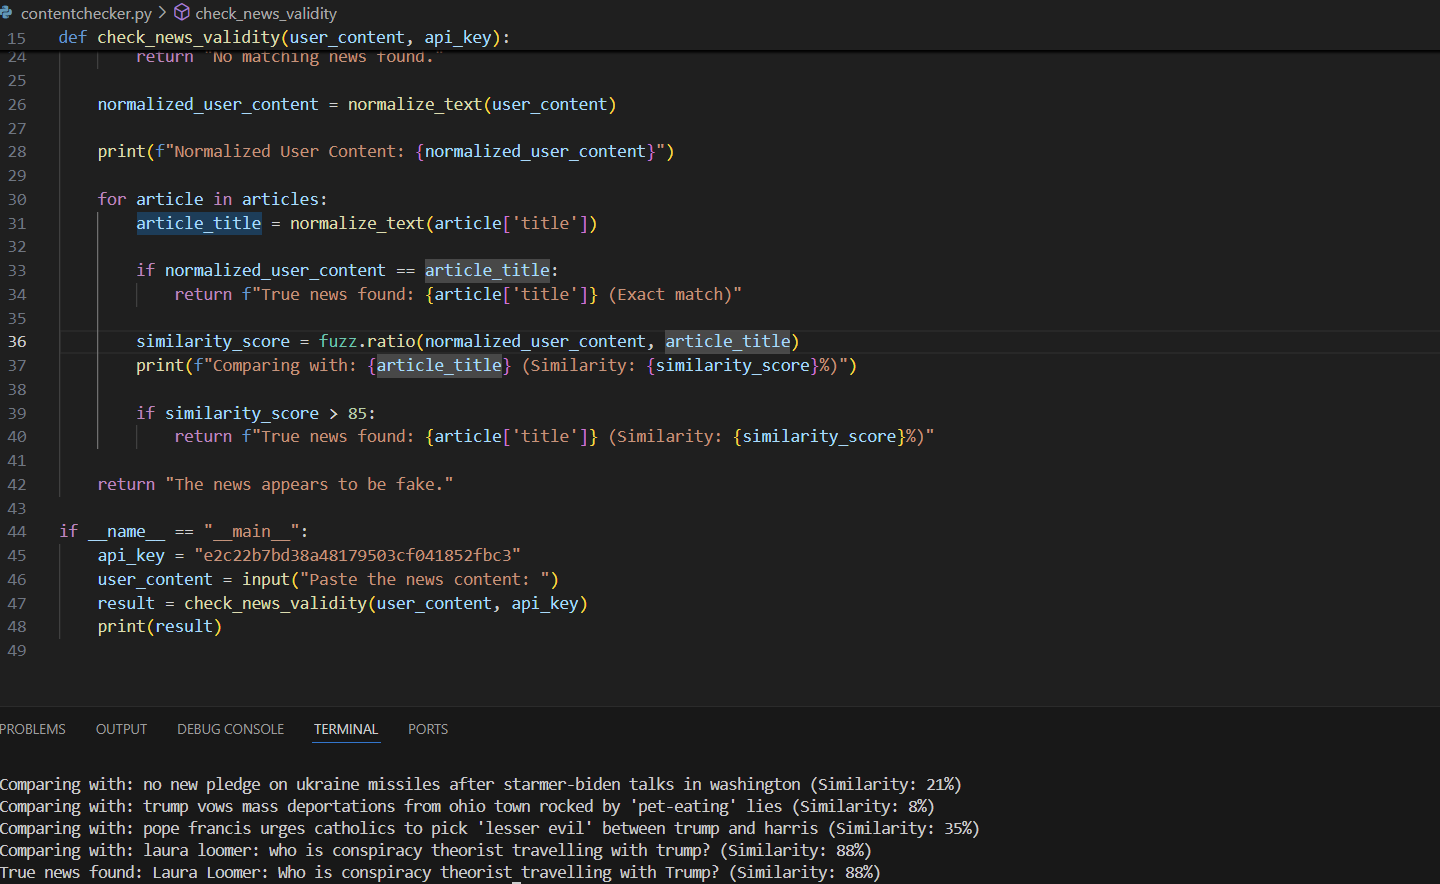 contentchecker.py > check_news_validity
15 def check_news_validity(user_content, api_key):
24 return "No matching news found."
25
26 normalized_user_content = normalize_text(user_content)
27
28 print(f"Normalized User Content: {normalized_user_content}")
29
30 for article in articles:
31 article_title = normalize_text(article['title'])
32
33 if normalized_user_content == article_title:
34 return f"True news found: {article['title']} (Exact match)"
35
36 similarity_score = fuzz.ratio(normalized_user_content, article_title)
37 print(f"Comparing with: {article_title} (Similarity: {similarity_score}%)")
38
39 if similarity_score > 85:
40 return f"True news found: {article['title']} (Similarity: {similarity_score}%)"
41
42 return "The news appears to be fake."
43
44 if __name__ == "__main__":
45 api_key = "e2c22b7bd38a48179503cf041852fbc3"
46 user_content = input("Paste the news content: ")
47 result = check_news_validity(user_content, api_key)
48 print(result)
49
PROBLEMS OUTPUT DEBUG CONSOLE TERMINAL PORTS
Comparing with: no new pledge on ukraine missiles after starmer-biden talks in washington (Similarity: 21%)
Comparing with: trump vows mass deportations from ohio town rocked by 'pet-eating' lies (Similarity: 8%)
Comparing with: pope francis urges catholics to pick 'lesser evil' between trump and harris (Similarity: 35%)
Comparing with: laura loomer: who is conspiracy theorist travelling with trump? (Similarity: 88%)
True news found: Laura Loomer: Who is conspiracy theorist travelling with Trump? (Similarity: 88%)